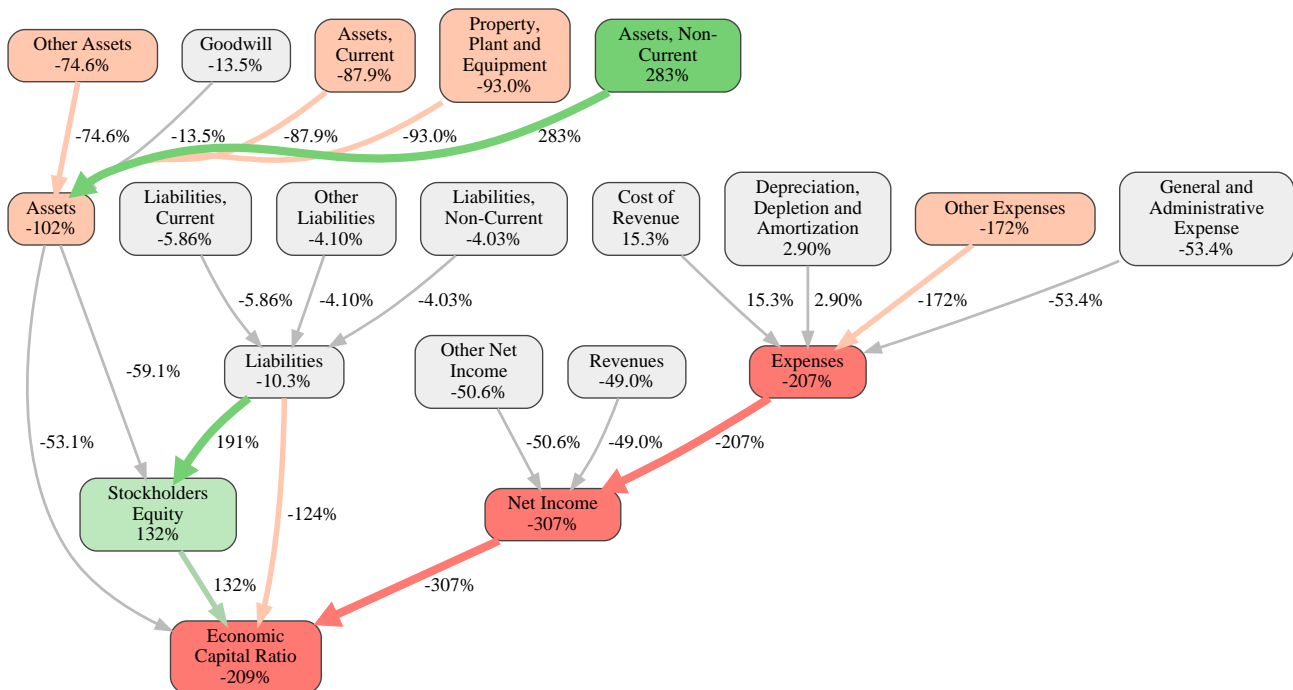 Other Assets
-74.6%
Goodwill
-13.5%
Assets,
Current
-87.9%
Property,
Plant and
Equipment
-93.0%
Assets, Non-
Current
283%
-74.6%
-13.5%
-87.9%
-93.0%
283%
Assets
-102%
Liabilities,
Current
-5.86%
Other
Liabilities
-4.10%
Liabilities,
Non-Current
-4.03%
Cost of
Revenue
15.3%
Depreciation,
Depletion and
Amortization
2.90%
Other Expenses
-172%
General and
Administrative
Expense
-53.4%
-5.86%
-4.10%
-4.03%
15.3%
2.90%
-172%
-53.4%
-59.1%
Liabilities
-10.3%
Other Net
Income
-50.6%
Revenues
-49.0%
Expenses
-207%
-53.1%
191%
-50.6%
-49.0%
-207%
Stockholders
Equity
132%
-124%
Net Income
-307%
132%
-307%
Economic
Capital Ratio
-209%